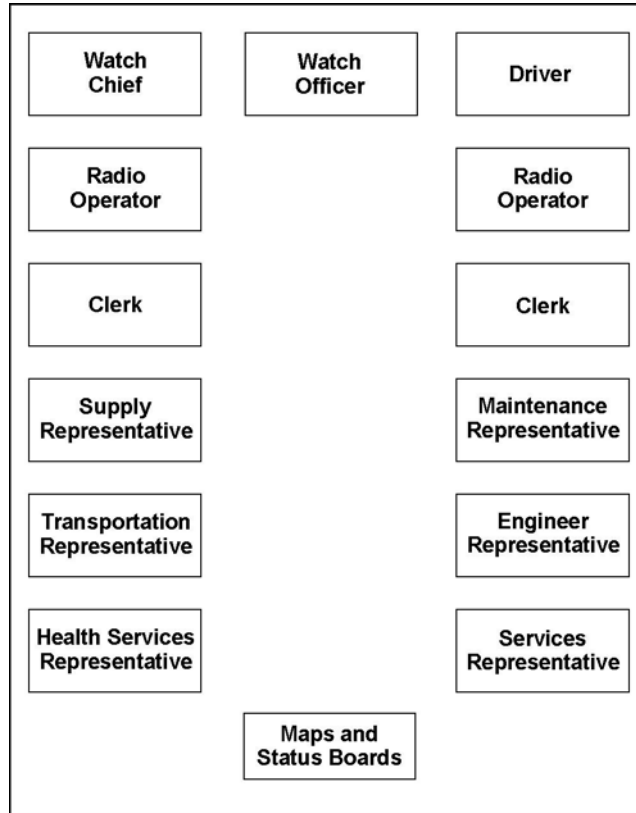 Watch
Chief
Watch
Officer
Driver
Radio
Operator
Radio
Operator
Clerk
Clerk
Supply
Representative
Maintenance
Representative
Transportation
Representative
Engineer
Representative
Health Services
Representative
Services
Representative
Maps and
Status Boards